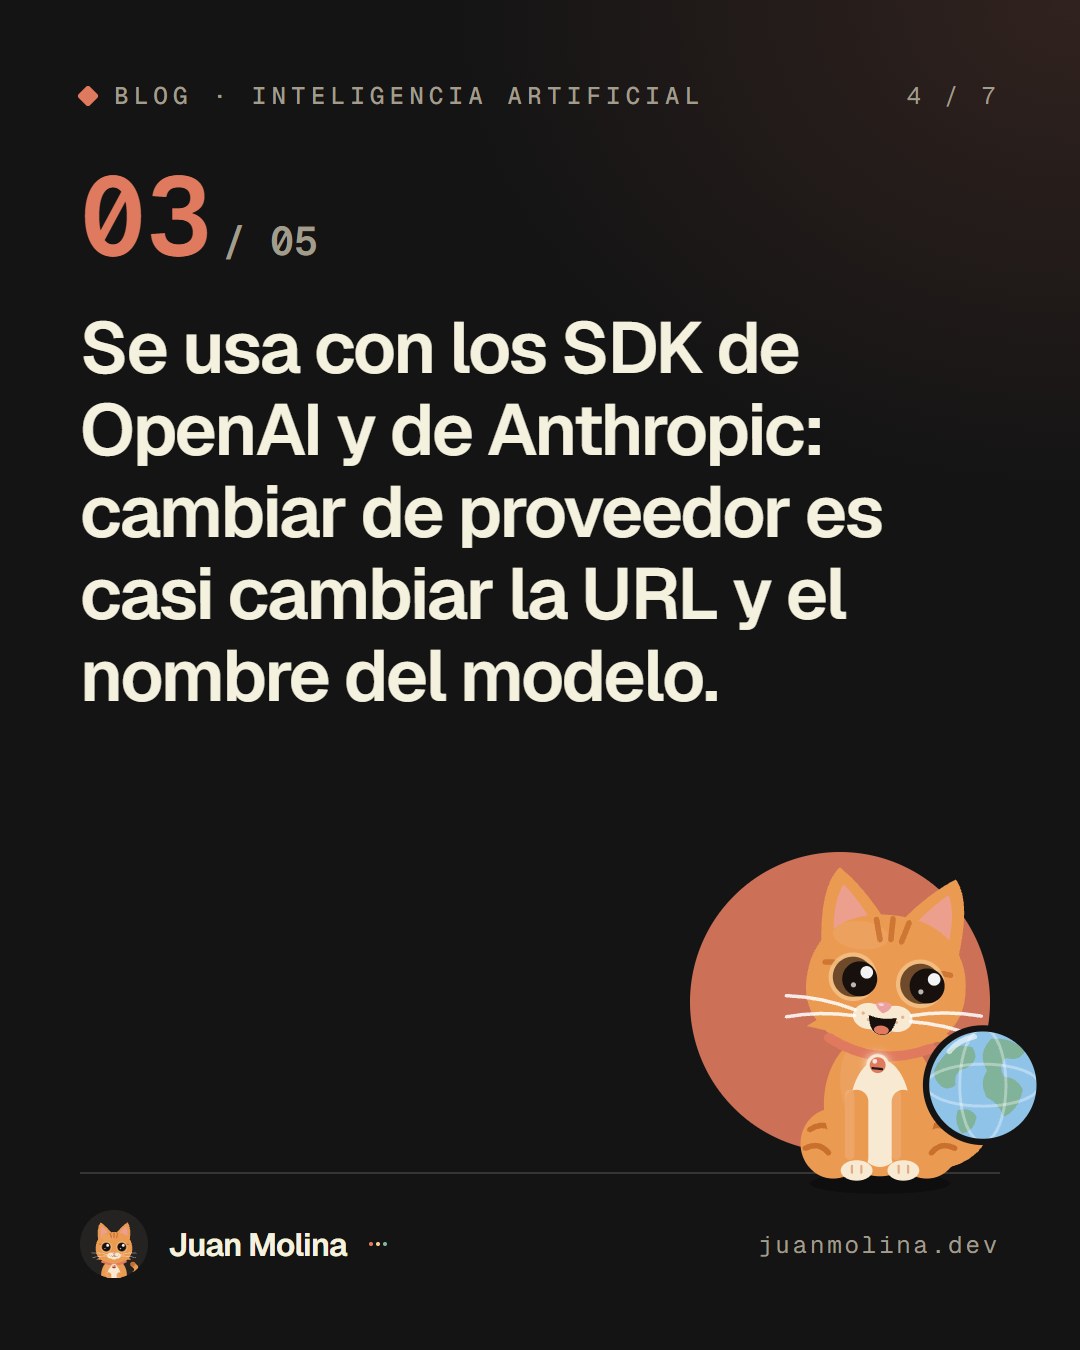 BLOG · INTELIGENCIA ARTIFICIAL
4 / 7
03 / 05
Se usa con los SDK de
OpenAI y de Anthropic:
cambiar de proveedor es
casi cambiar la URL y el
nombre del modelo.
Juan Molina
juanmolina.dev